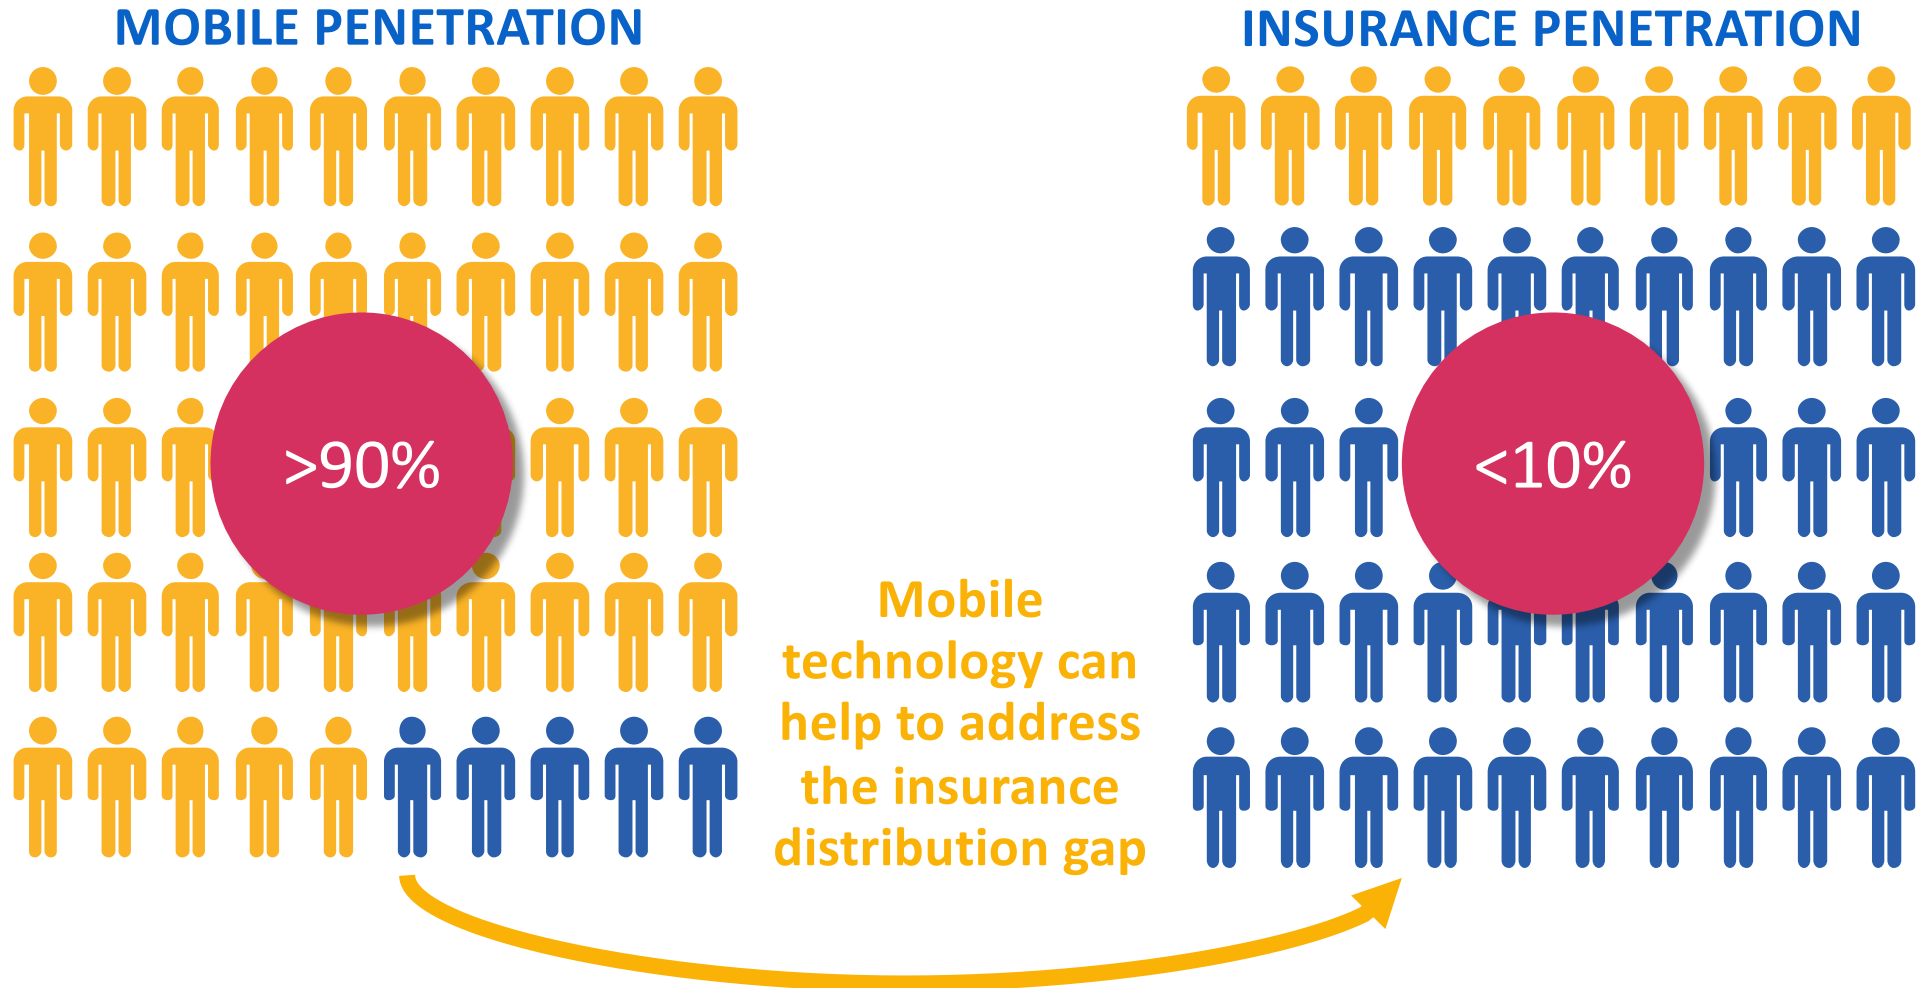 MOBILE PENETRATION
INSURANCE PENETRATION
>90%
<10%
Mobile
technology can
help to address
the insurance
distribution gap